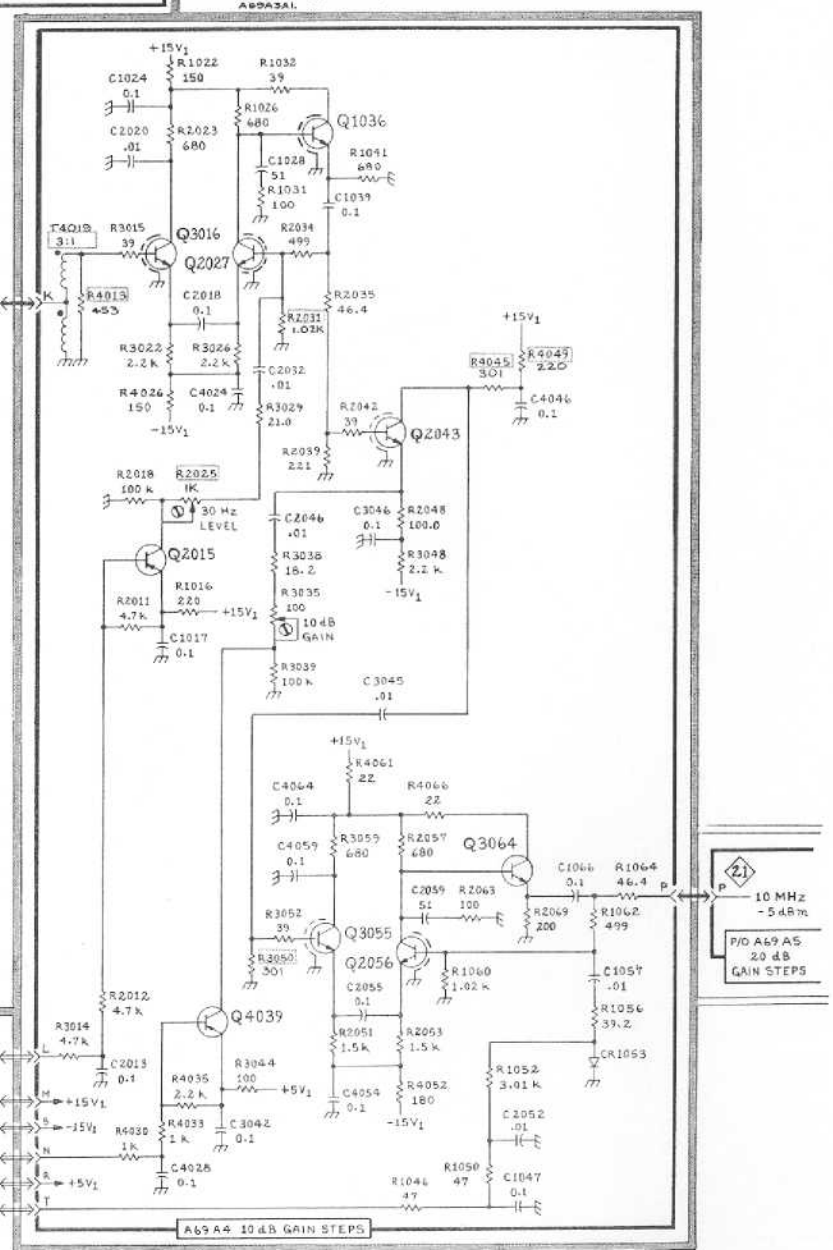 A69A3A1.
+15V1
R1022
150
R1032
39
C1024
0.1
R1026
680
Q1036
C2020
.01
R2023
680
R1041
680
C1028
51
R1031
100
C1039
0.1
T4013
3:1
R3015
39
Q3016
Q2027
R2034
499
K
R4013
453
C2018
0.1
R2031
1.02K
R2035
46.4
+15V1
R3022
2.2 k
R3026
2.2 k
R4045
301
R4049
220
C2032
.01
R4026
150
C4024
0.1
R3029
21.0
C4046
0.1
-15V1
R2042
39
Q2043
R2039
221
R2018
100 k
R2025
1K
30 Hz
LEVEL
C2046
.01
C3046
0.1
R2048
100.0
Q2015
R3038
18.2
R3048
2.2 k
R1016
220
+15V1
R3035
100
-15V1
R2011
4.7 k
10 dB
GAIN
C1017
0.1
R3039
100 k
C3045
.01
+15V1
R4061
22
C4064
0.1
R4066
22
C4059
0.1
R3059
680
R2057
680
Q3064
C1066
0.1
R1064
46.4
P
P
21
10 MHz
-5 dBm
C2059
51
R2063
100
R3052
39
Q3055
R2069
200
R1062
499
P/O A69 A5
20 dB
GAIN STEPS
R3050
301
Q2056
R1060
1.02 k
C1057
.01
R2012
4.7 k
C2055
0.1
R1056
39.2
Q4039
R3014
4.7 k
L
R2051
1.5 k
R2053
1.5 k
CR1053
C2013
0.1
R3044
100
+5V1
R1052
3.01 K
M
+15V1
R4035
2.2 k
C4054
0.1
R4052
180
S
-15V1
R4030
1 k
R4033
1 k
C3042
0.1
-15V1
C2052
.01
N
C4028
0.1
R
+5V1
R1050
47
C1047
0.1
T
R1046
47
A69 A4 10 dB GAIN STEPS